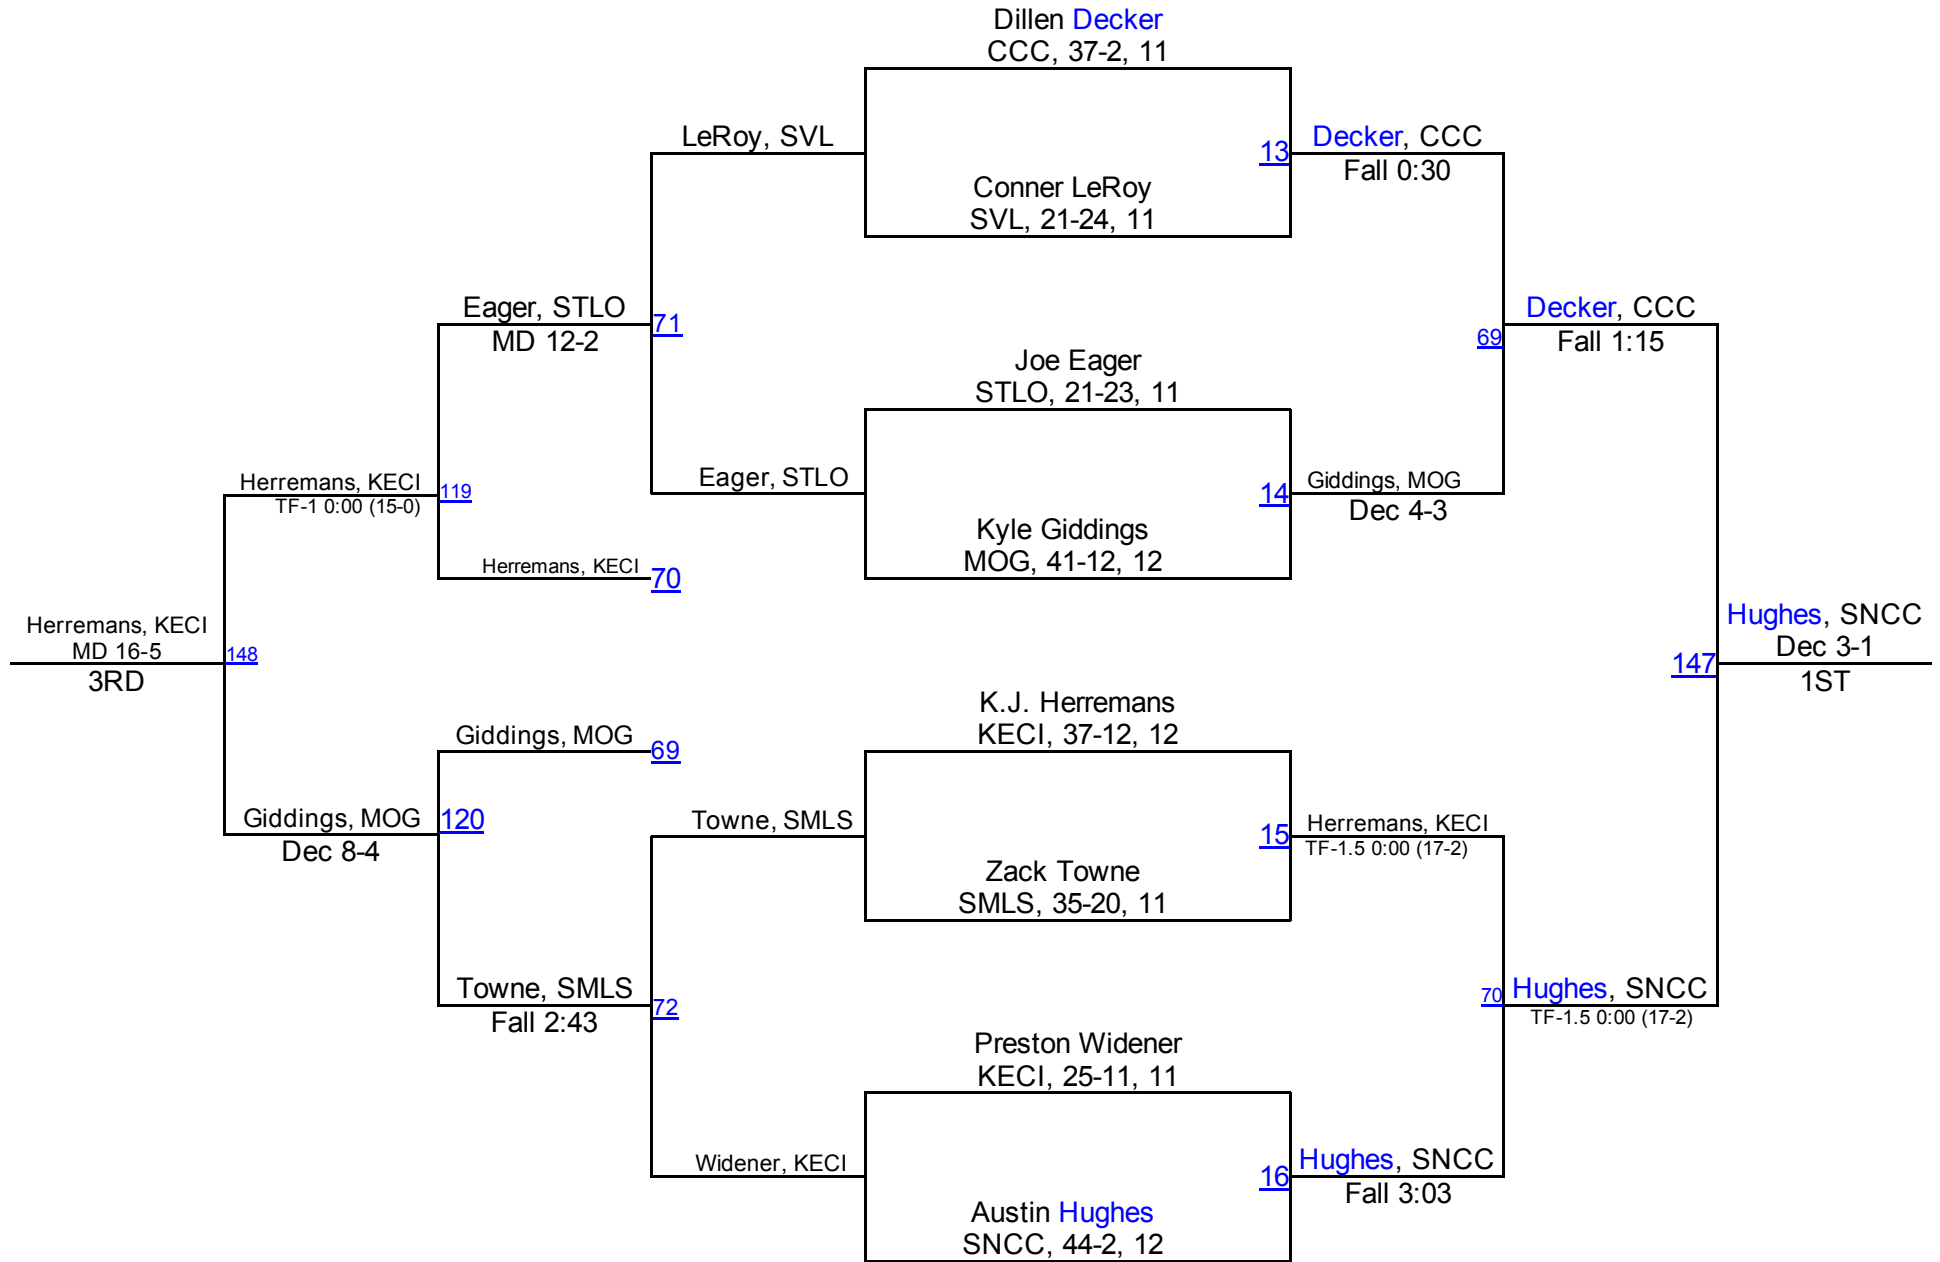 Dillen Decker
CCC, 37-2, 11
LeRoy, SVL
13
Decker, CCC
Fall 0:30
Conner LeRoy
SVL, 21-24, 11
Eager, STLO
MD 12-2
71
Decker, CCC
Fall 1:15
69
Joe Eager
STLO, 21-23, 11
Herremans, KECI
TF-1 0:00 (15-0)
119
Eager, STLO
14
Giddings, MOG
Dec 4-3
Kyle Giddings
MOG, 41-12, 12
Herremans, KECI
70
Herremans, KECI
MD 16-5
3RD
148
Hughes, SNCC
Dec 3-1
1ST
147
K.J. Herremans
KECI, 37-12, 12
Giddings, MOG
69
Giddings, MOG
Dec 8-4
120
Towne, SMLS
15
Herremans, KECI
TF-1.5 0:00 (17-2)
Zack Towne
SMLS, 35-20, 11
Towne, SMLS
Fall 2:43
72
70
Hughes, SNCC
TF-1.5 0:00 (17-2)
Preston Widener
KECI, 25-11, 11
Widener, KECI
16
Hughes, SNCC
Fall 3:03
Austin Hughes
SNCC, 44-2, 12